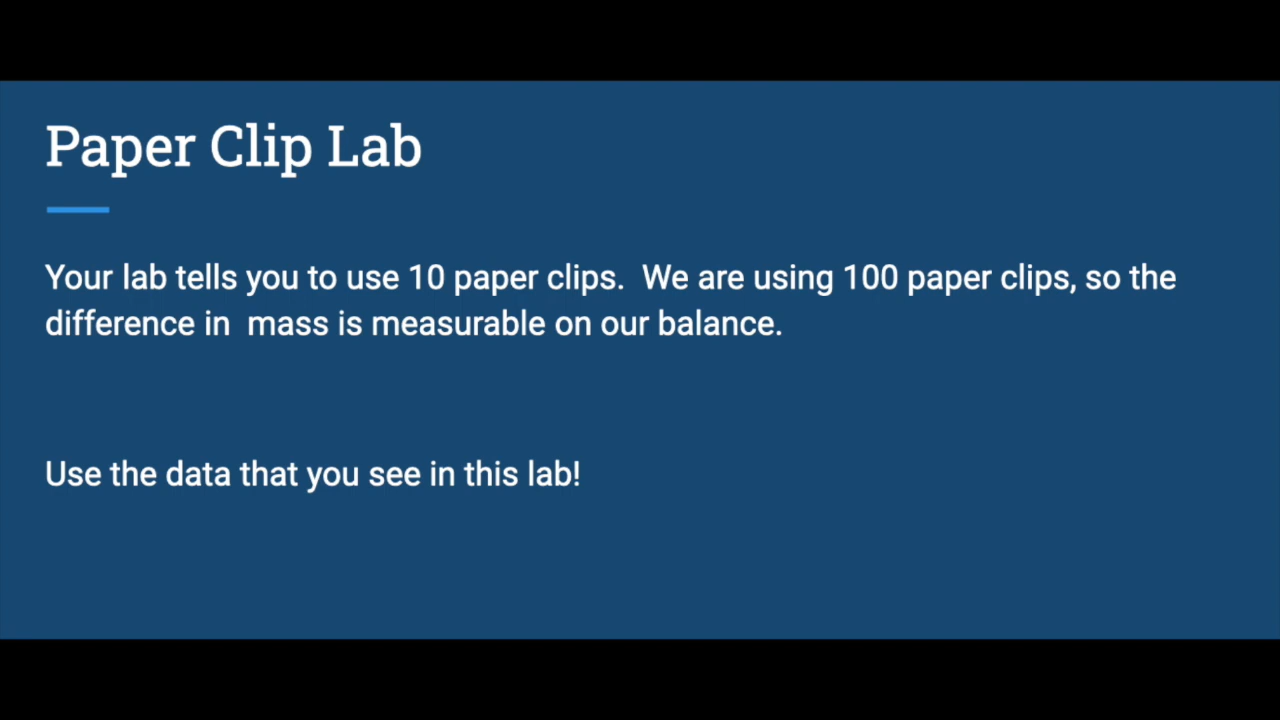 Paper Clip Lab
Your lab tells you to use 10 paper clips.  We are using 100 paper clips, so the
difference in  mass is measurable on our balance.
Use the data that you see in this lab!